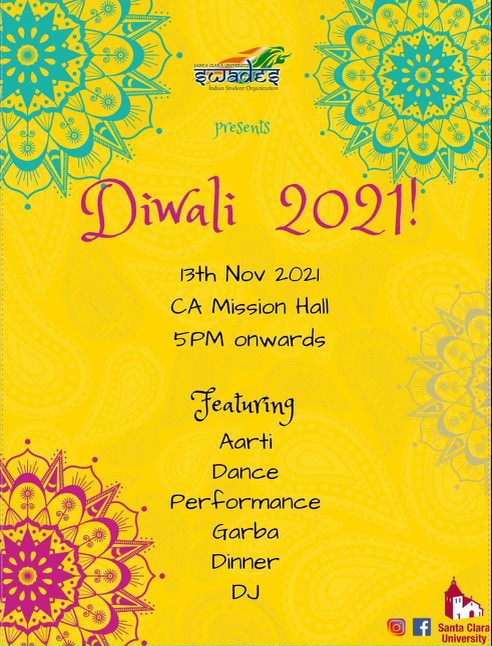 SANTA CLARA UNIVERSITY
SWADES
Indian Student Organization
presents
Diwali 2021!
13th Nov 2021
CA Mission Hall
5PM onwards
Featuring
Aarti
Dance
Performance
Garba
Dinner
DJ
Santa Clara
University